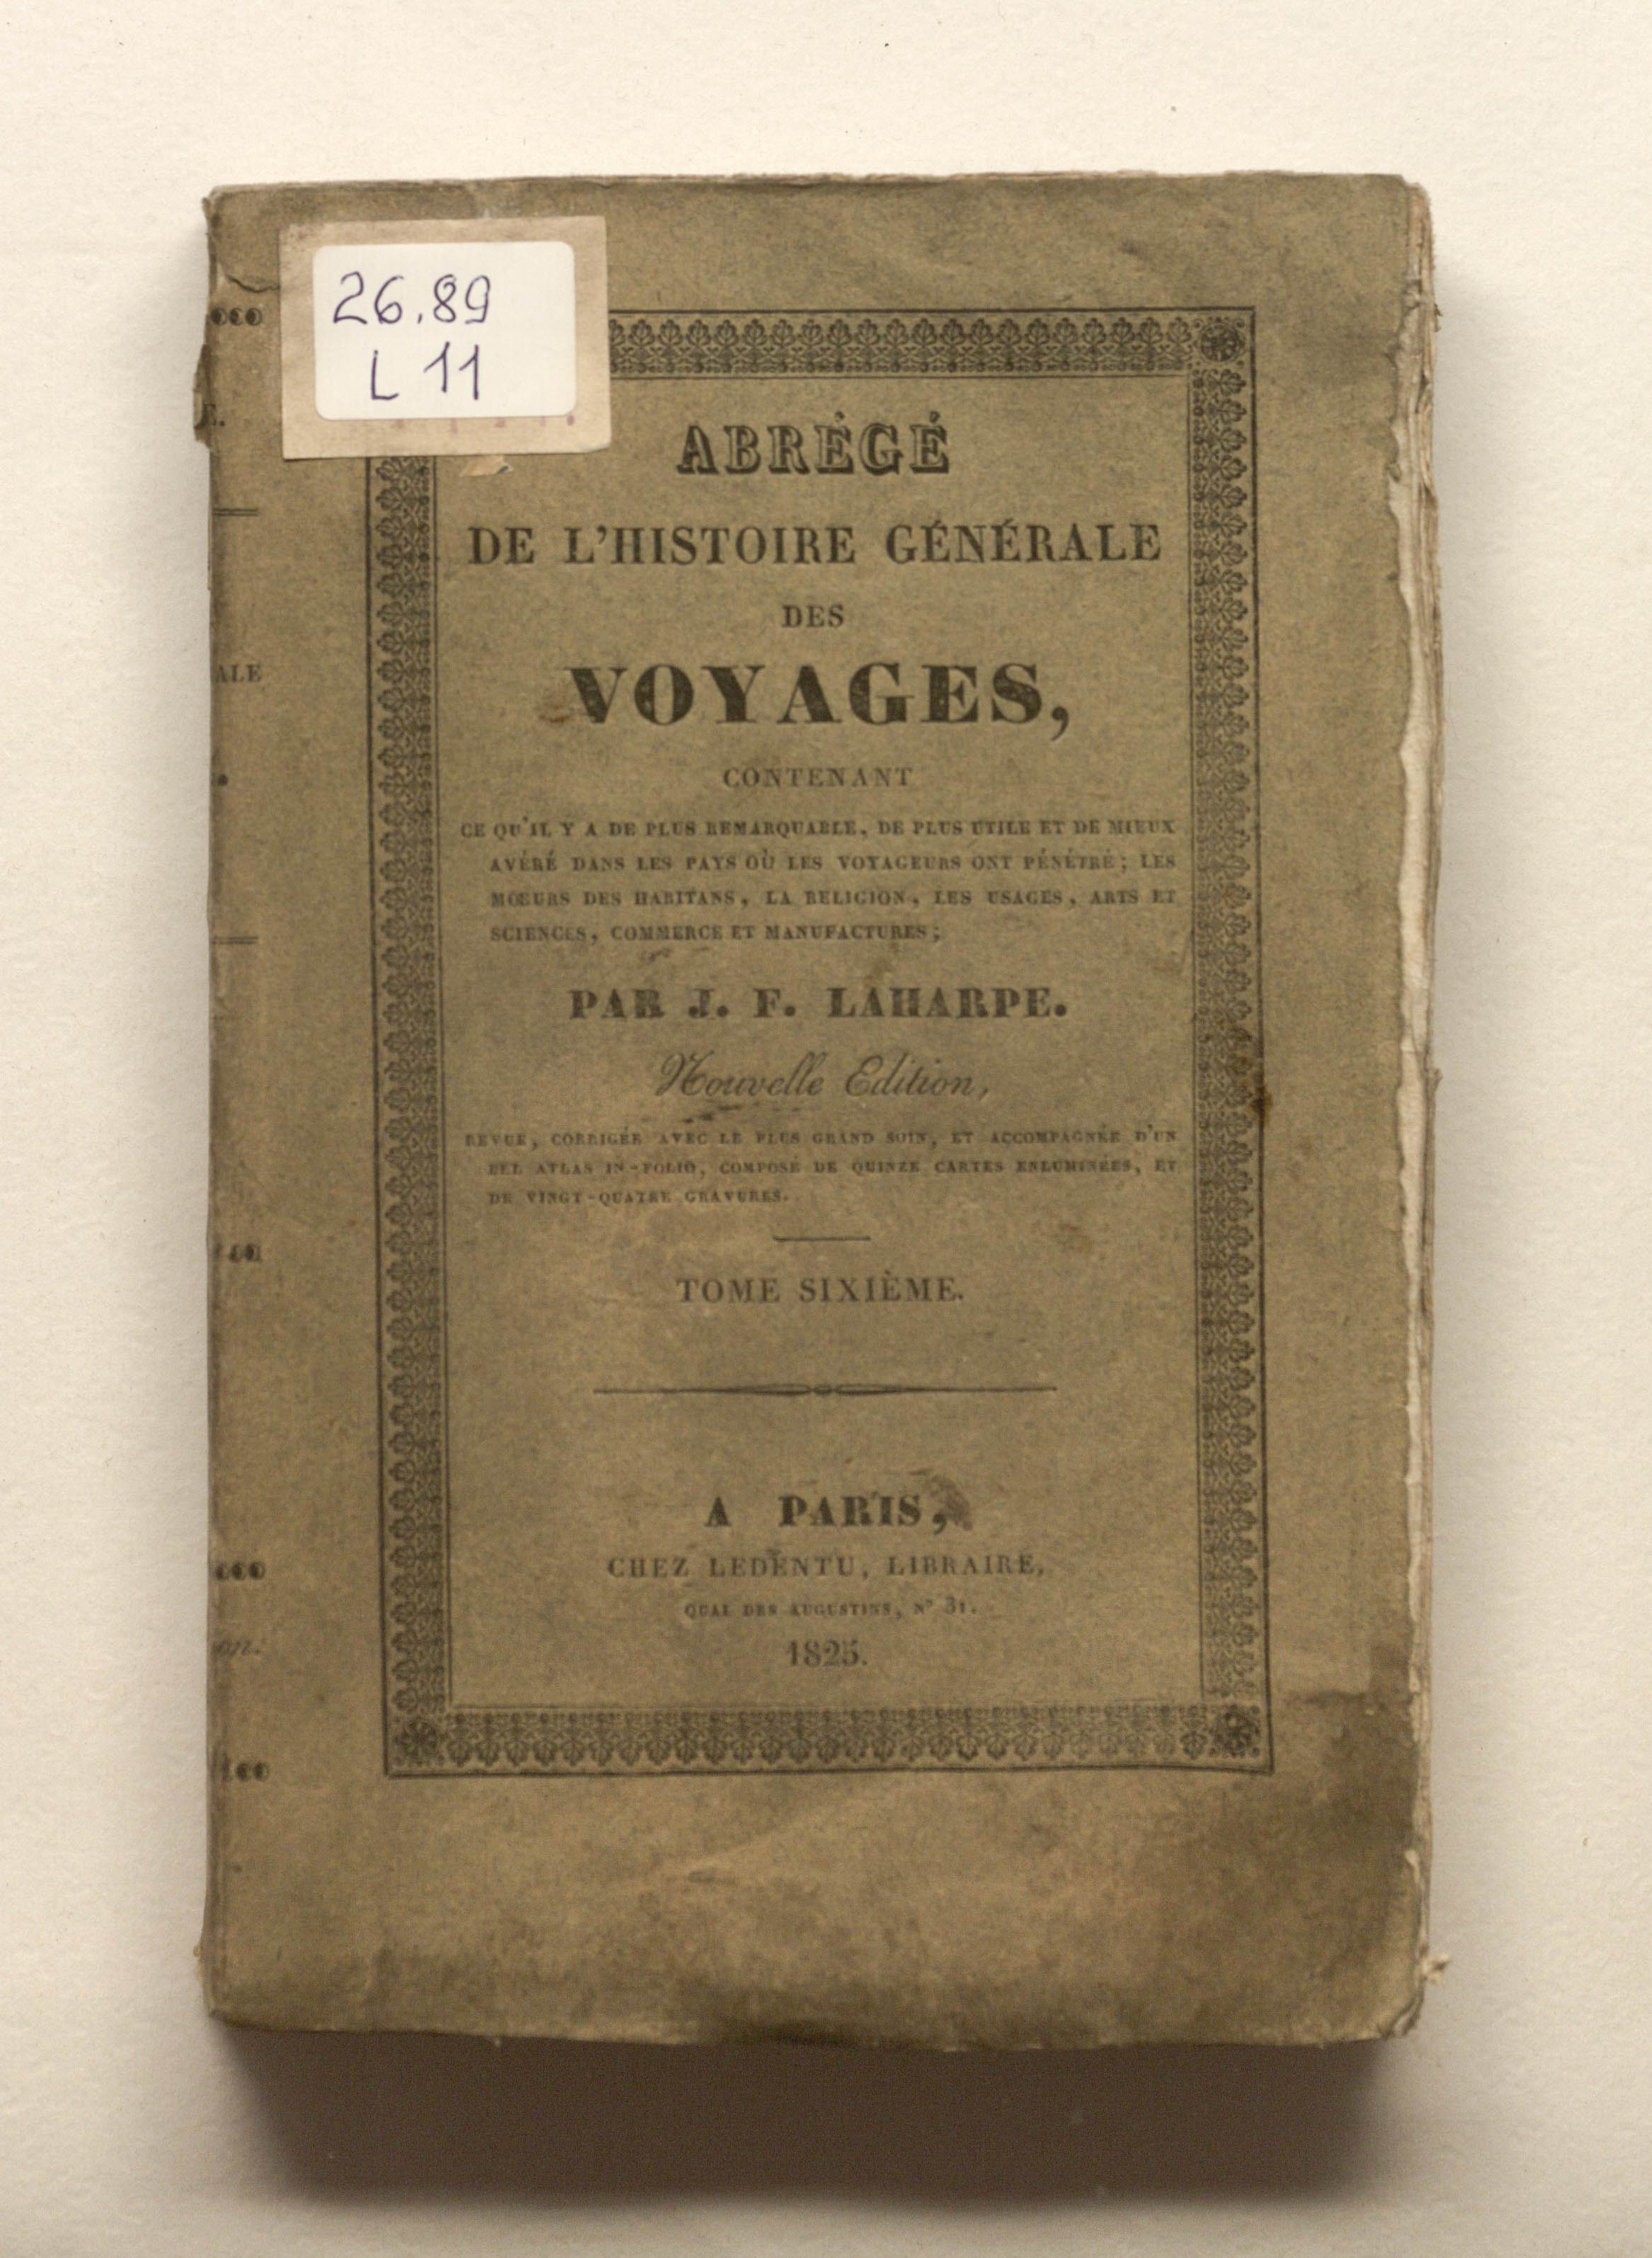 26.89
L 11
ABRÉGÉ
DE L'HISTOIRE GÉNÉRALE
DES
VOYAGES,
CONTENANT
CE QU'IL Y A DE PLUS REMARQUABLE, DE PLUS UTILE ET DE MIEUX
AVÉRÉ DANS LES PAYS OÙ LES VOYAGEURS ONT PÉNÉTRÉ; LES
MŒURS DES HABITANS, LA RELIGION, LES USAGES, ARTS ET
SCIENCES, COMMERCE ET MANUFACTURES;
PAR J. F. LAHARPE.
Nouvelle Edition,
REVUE, CORRIGÉE AVEC LE PLUS GRAND SOIN, ET ACCOMPAGNÉE D'UN
BEL ATLAS IN-FOLIO, COMPOSÉ DE QUINZE CARTES ENLUMINÉES, ET
DE VINGT-QUATRE GRAVURES.
TOME SIXIÈME.
A PARIS,
CHEZ LEDENTU, LIBRAIRE,
QUAI DES AUGUSTINS, N° 31.
1825.
E.
ALE
on.